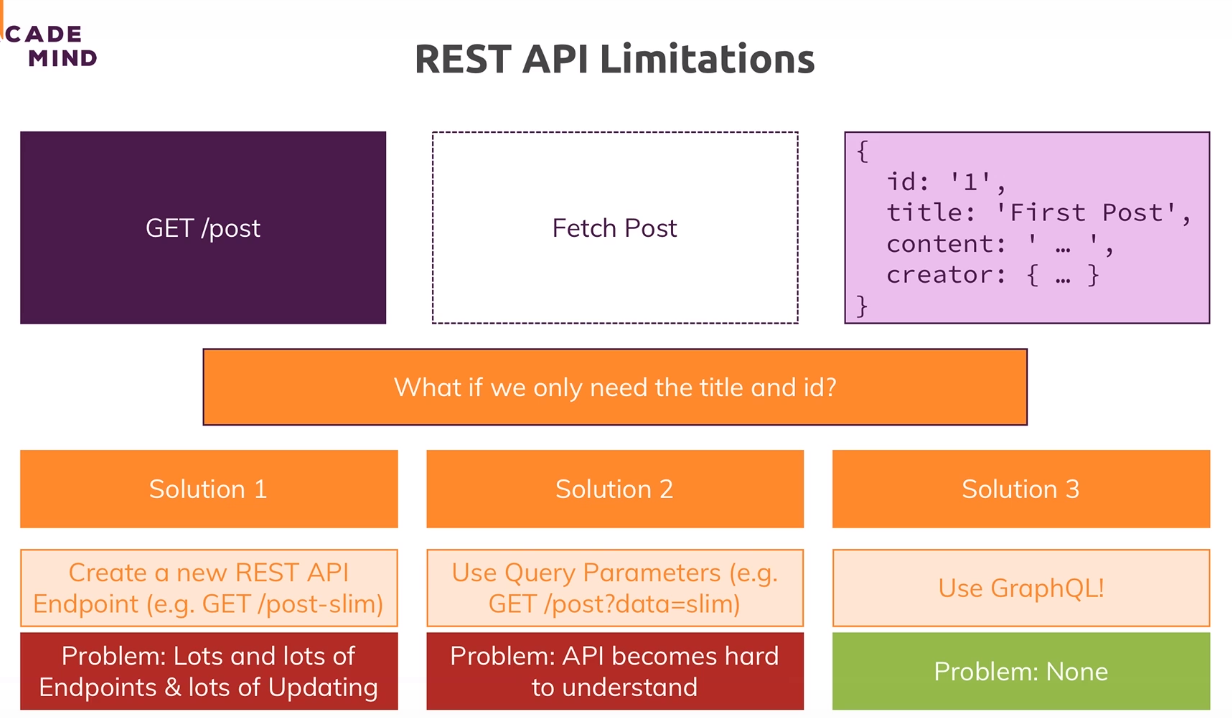 CADE
MIND
REST API Limitations
GET /post
Fetch Post
{
id: '1',
title: 'First Post',
content: ' … ',
creator: { … }
}
What if we only need the title and id?
Solution 1
Solution 2
Solution 3
Create a new REST API
Endpoint (e.g. GET /post-slim)
Use Query Parameters (e.g.
GET /post?data=slim)
Use GraphQL!
Problem: Lots and lots of
Endpoints & lots of Updating
Problem: API becomes hard
to understand
Problem: None